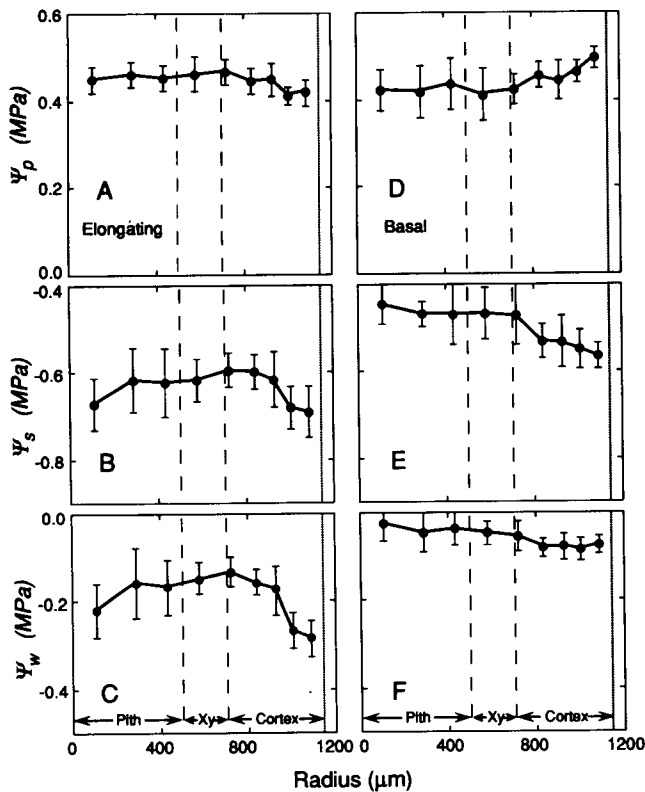 0.6
0.4
0.2
0.0
Ψp (MPa)
A
Elongating
D
Basal
-0.4
-0.6
-0.8
Ψs (MPa)
B
E
0.0
-0.2
-0.4
Ψw (MPa)
C
F
Pith Xy Cortex
Pith Xy Cortex
0 400 800 1200
0 400 800 1200
Radius (μm)